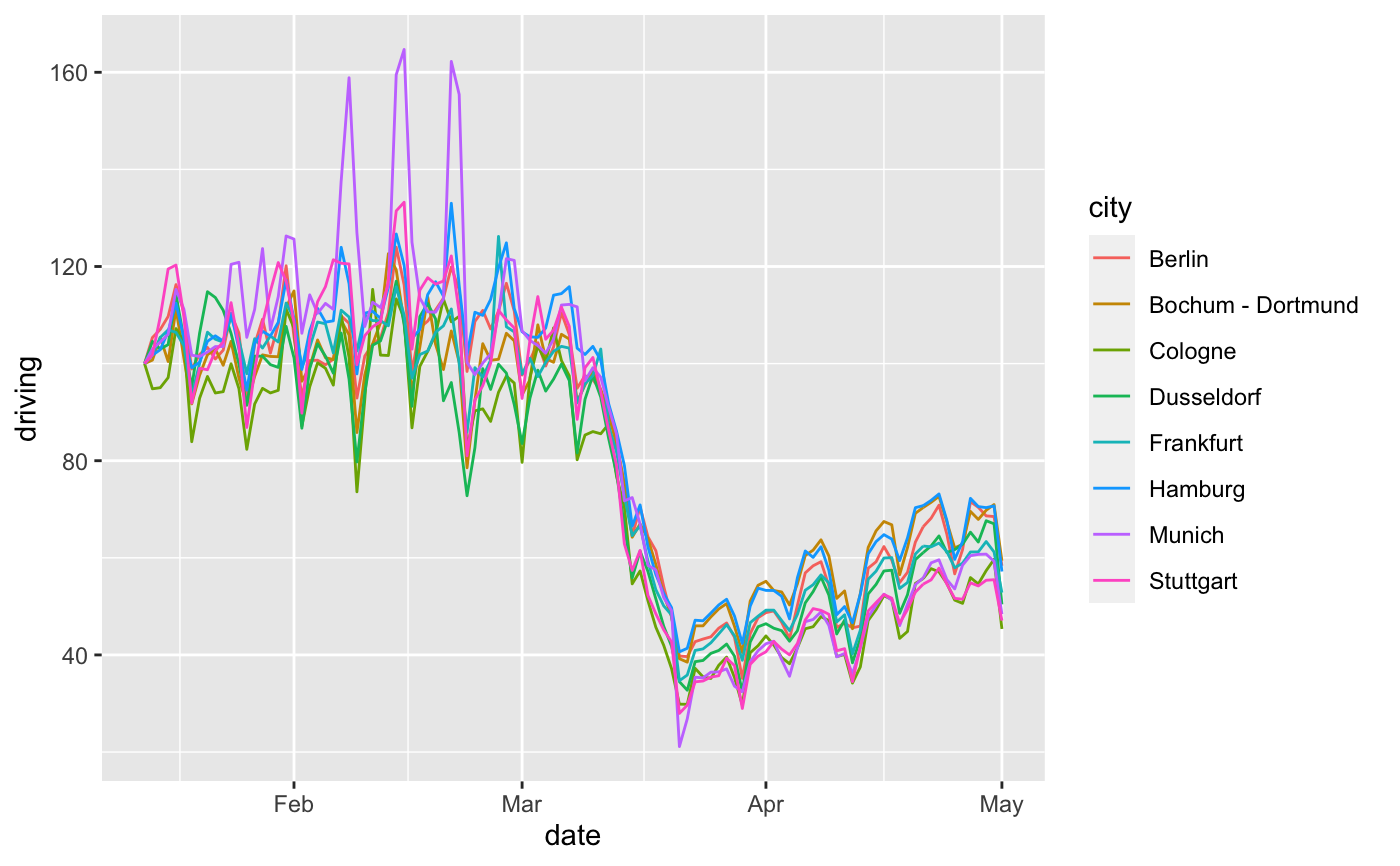 160
120
80
40
driving
Feb
Mar
Apr
May
date
city
Berlin
Bochum - Dortmund
Cologne
Dusseldorf
Frankfurt
Hamburg
Munich
Stuttgart